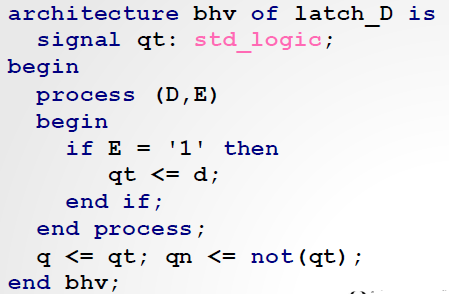 architecture bhv of latch_D is
signal qt: std_logic;
begin
process (D,E)
begin
if E = '1' then
qt <= d;
end if;
end process;
q <= qt; qn <= not(qt);
end bhv;